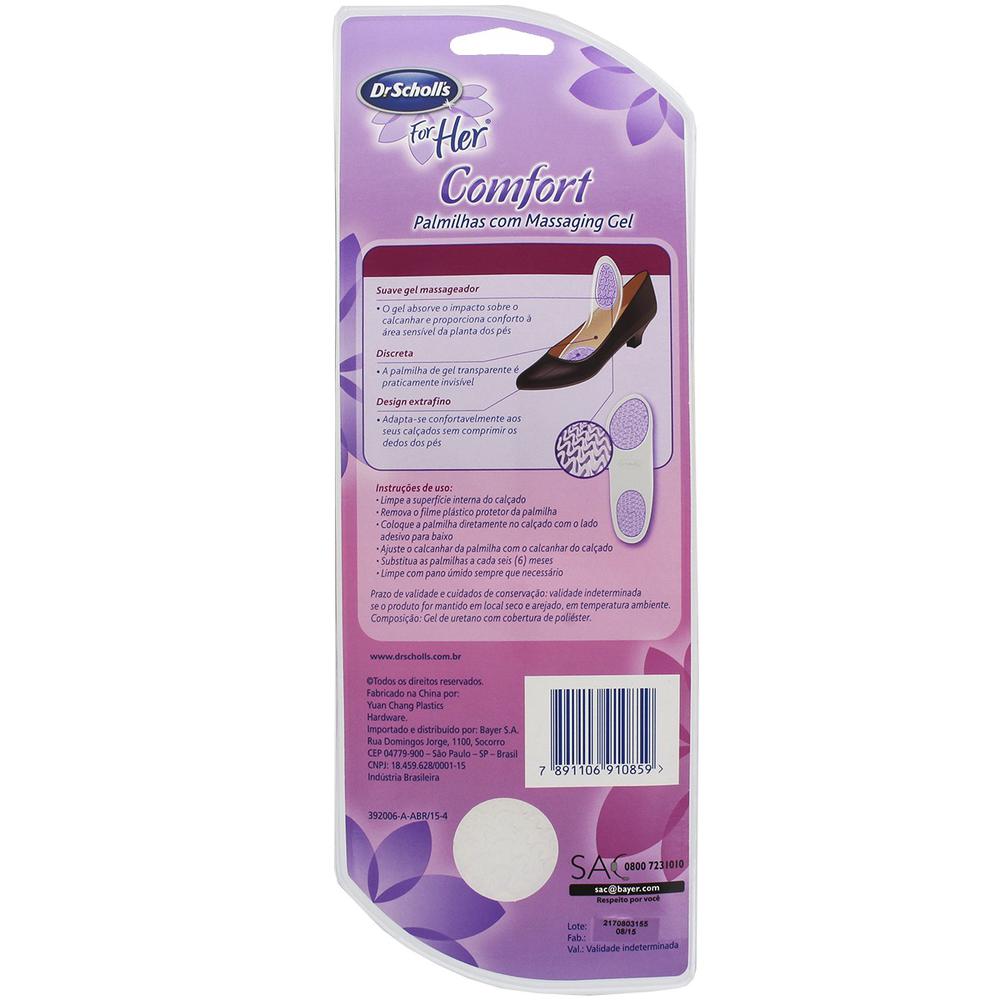 Dr Scholl's
For Her®
Comfort
Palmilhas com Massaging Gel
Suave gel massageador
• O gel absorve o impacto sobre o
calcanhar e proporciona conforto à
área sensível da planta dos pés
Discreta
• A palmilha de gel transparente é
praticamente invisível
Design extrafino
• Adapta-se confortavelmente aos
seus calçados sem comprimir os
dedos dos pés
Instruções de uso:
• Limpe a superfície interna do calçado
• Remova o filme plástico protetor da palmilha
• Coloque a palmilha diretamente no calçado com o lado
adesivo para baixo
• Ajuste o calcanhar da palmilha com o calcanhar do calçado
• Substitua as palmilhas a cada seis (6) meses
• Limpe com pano úmido sempre que necessário
Prazo de validade e cuidados de conservação: validade indeterminada
se o produto for mantido em local seco e arejado, em temperatura ambiente.
Composição: Gel de uretano com cobertura de poliéster.
www.drscholls.com.br
©Todos os direitos reservados.
Fabricado na China por:
Yuan Chang Plastics
Hardware.
Importado e distribuído por: Bayer S.A.
Rua Domingos Jorge, 1100, Socorro
CEP 04779-900 – São Paulo – SP – Brasil
CNPJ: 18.459.628/0001-15
Indústria Brasileira
7 891106 910859 >
392006-A-ABR/15-4
SAC 0800 7231010
sac@bayer.com
Respeito por você
Lote: 2170803155
Fab.: 08/15
Val.: Validade indeterminada